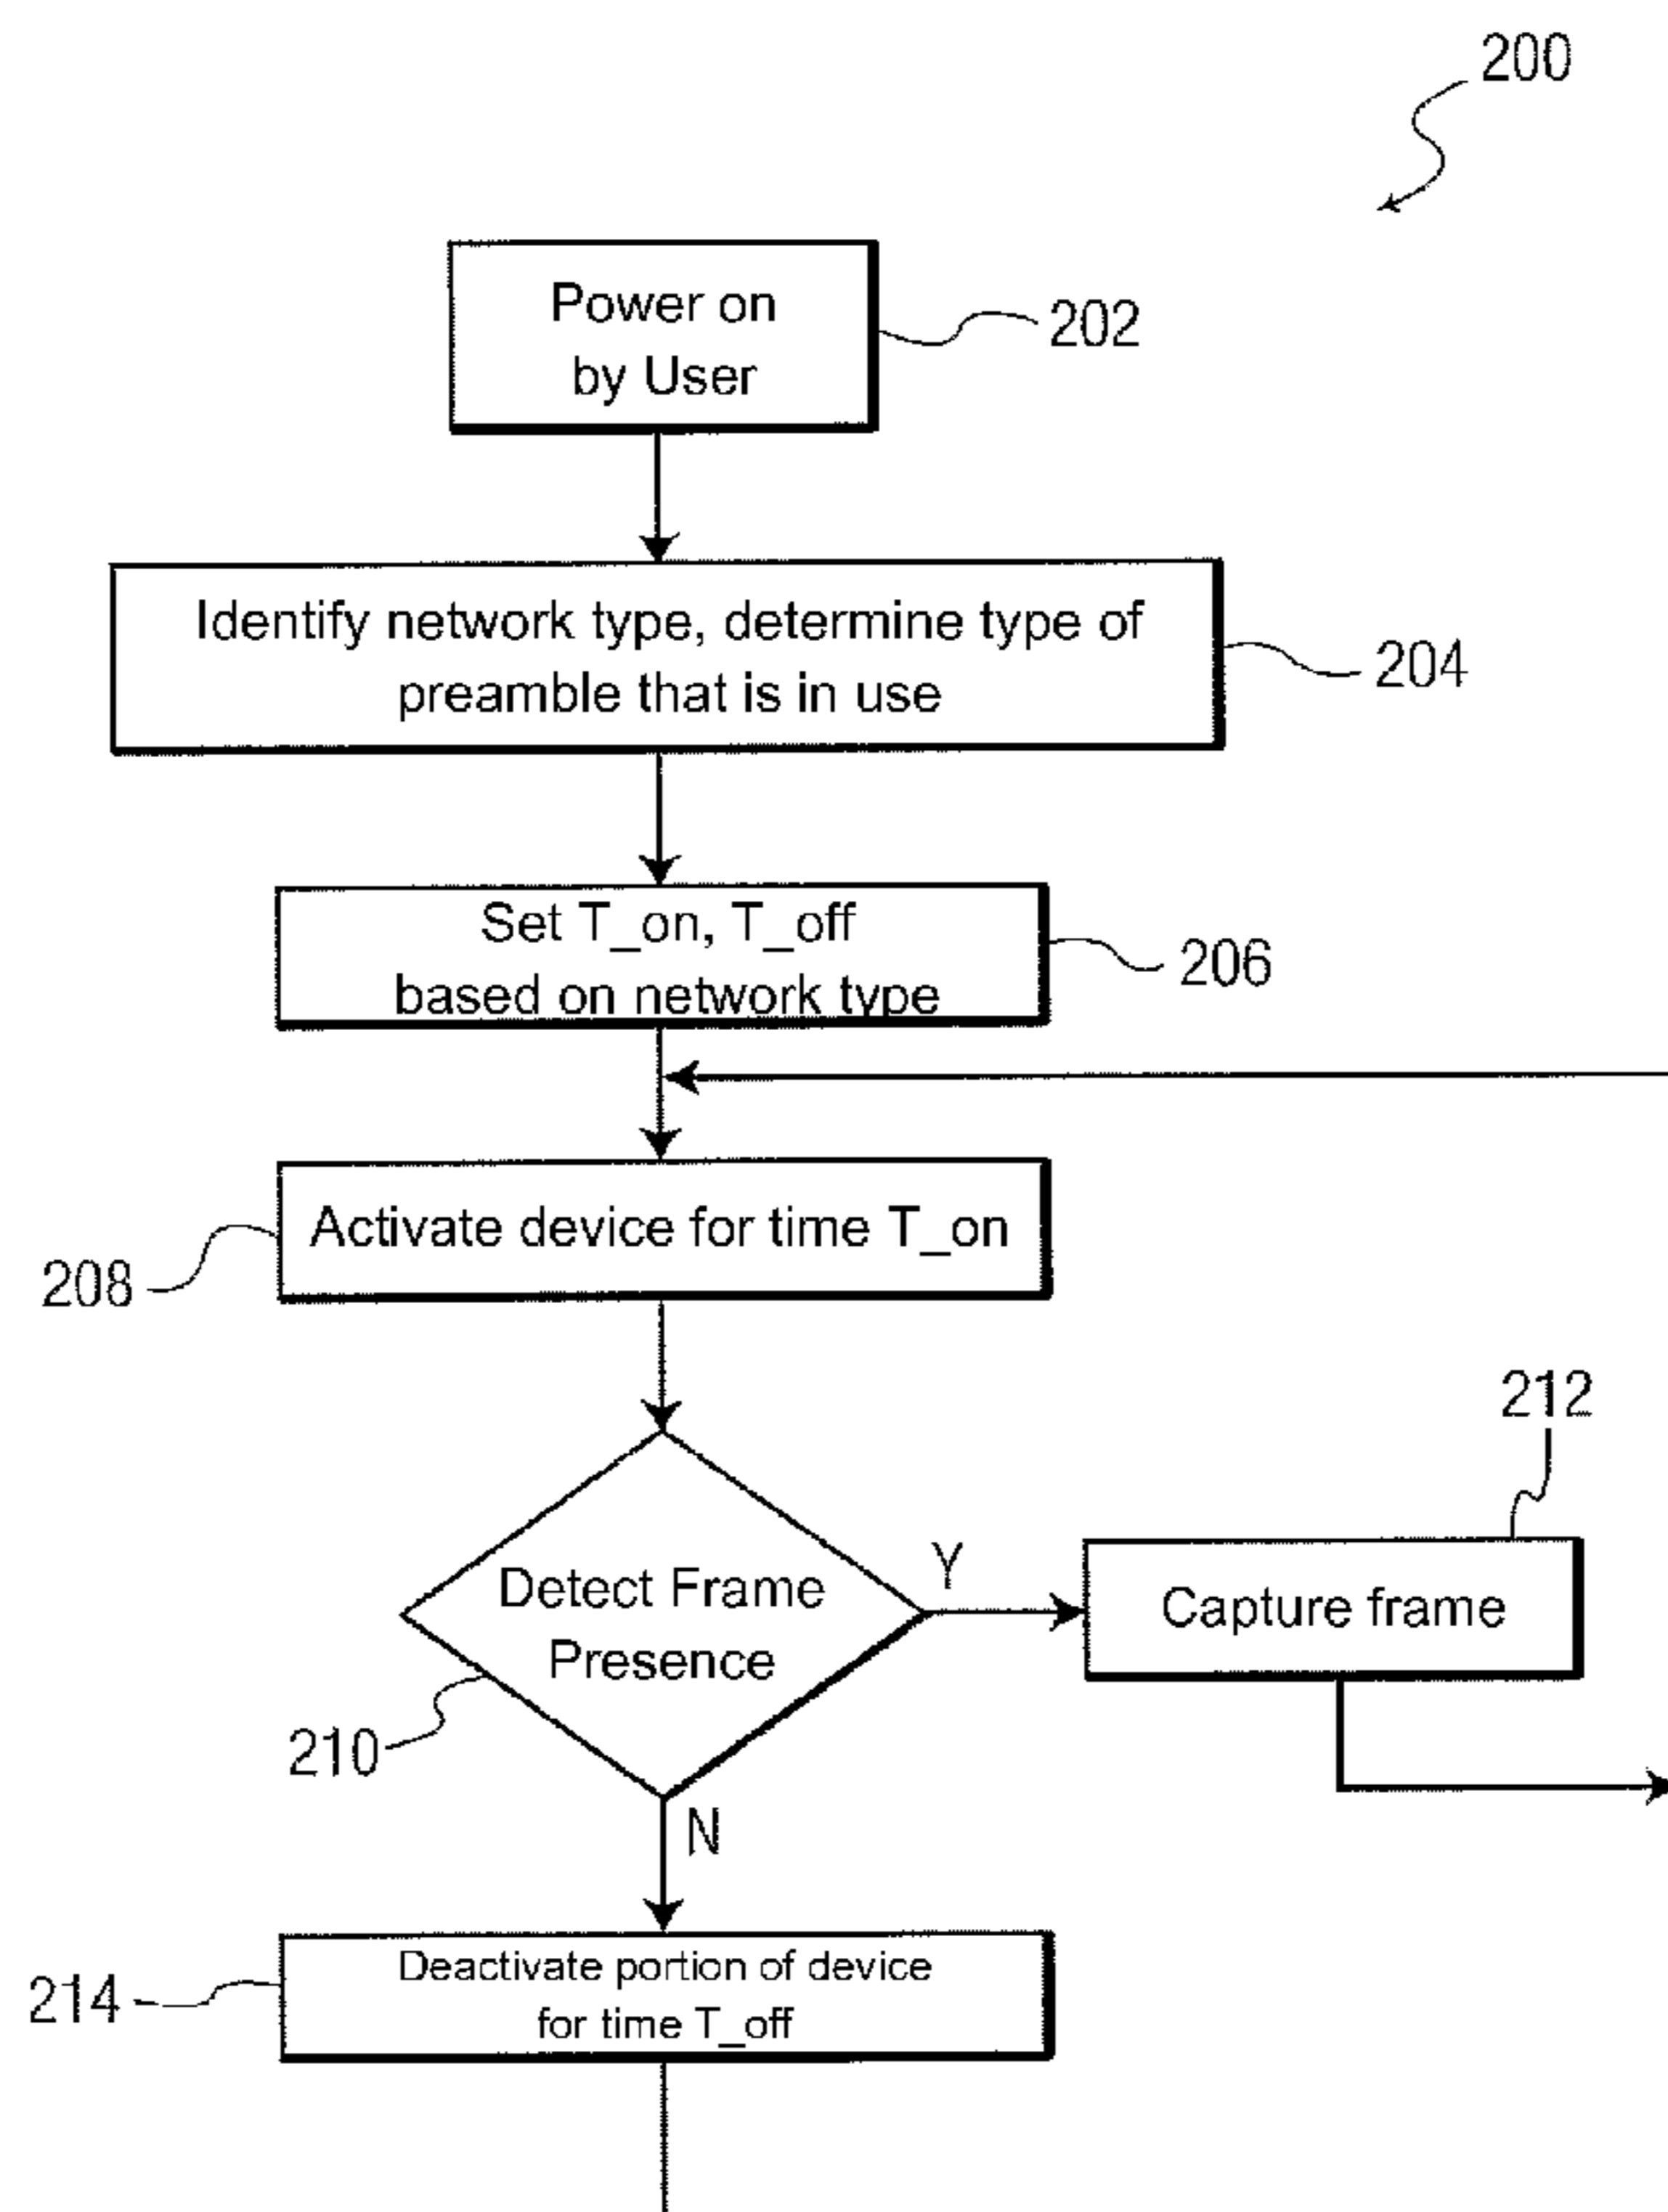 200
Power on
by User
202
Identify network type, determine type of
preamble that is in use
204
Set T_on, T_off
based on network type
206
Activate device for time T_on
208
212
Detect Frame
Presence
Y
Capture frame
210
N
Deactivate portion of device
for time T_off
214